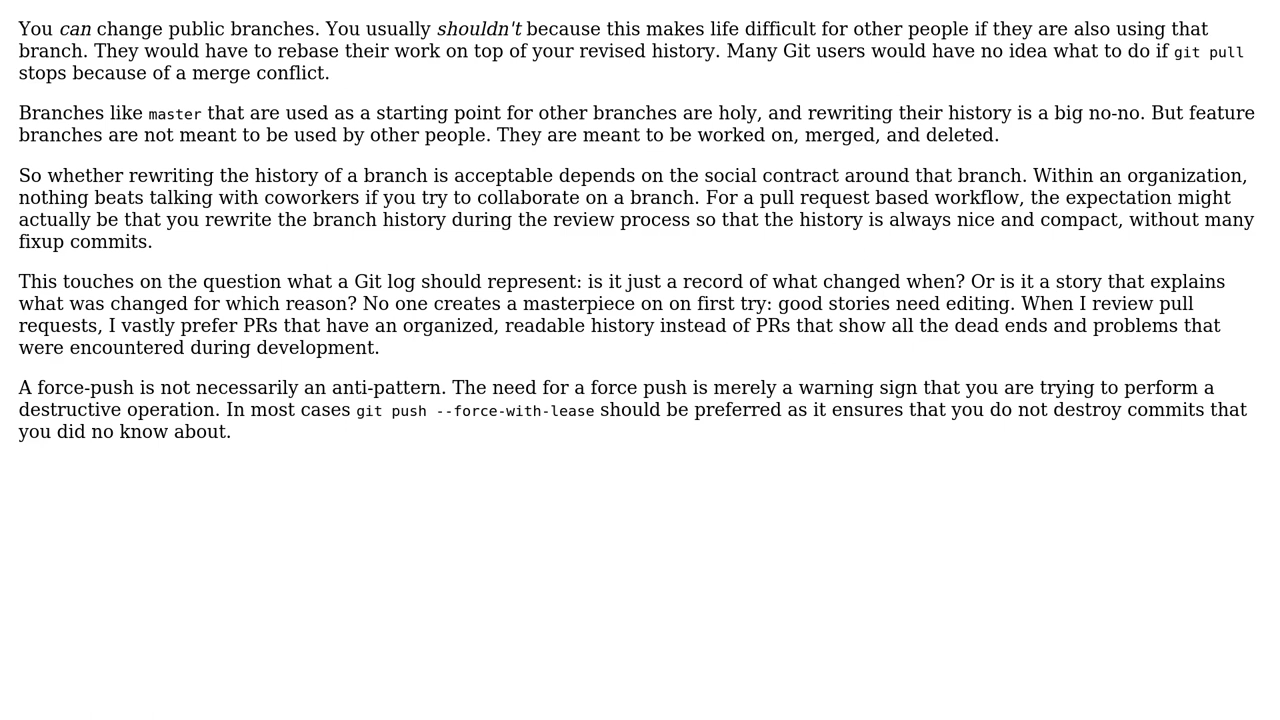 You can change public branches. You usually shouldn't because this makes life difficult for other people if they are also using that
branch. They would have to rebase their work on top of your revised history. Many Git users would have no idea what to do if git pull
stops because of a merge conflict.
Branches like master that are used as a starting point for other branches are holy, and rewriting their history is a big no-no. But feature
branches are not meant to be used by other people. They are meant to be worked on, merged, and deleted.
So whether rewriting the history of a branch is acceptable depends on the social contract around that branch. Within an organization,
nothing beats talking with coworkers if you try to collaborate on a branch. For a pull request based workflow, the expectation might
actually be that you rewrite the branch history during the review process so that the history is always nice and compact, without many
fixup commits.
This touches on the question what a Git log should represent: is it just a record of what changed when? Or is it a story that explains
what was changed for which reason? No one creates a masterpiece on on first try: good stories need editing. When I review pull
requests, I vastly prefer PRs that have an organized, readable history instead of PRs that show all the dead ends and problems that
were encountered during development.
A force-push is not necessarily an anti-pattern. The need for a force push is merely a warning sign that you are trying to perform a
destructive operation. In most cases git push --force-with-lease should be preferred as it ensures that you do not destroy commits that
you did no know about.